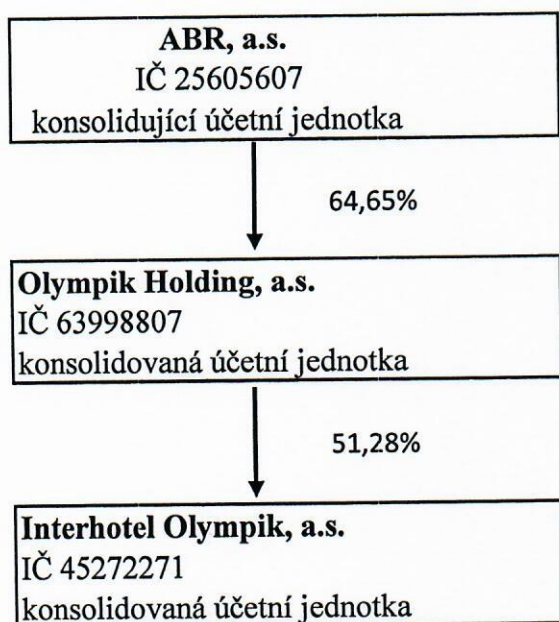 ABR, a.s.
IČ 25605607
konsolidující účetní jednotka
64,65%
Olympik Holding, a.s.
IČ 63998807
konsolidovaná účetní jednotka
51,28%
Interhotel Olympik, a.s.
IČ 45272271
konsolidovaná účetní jednotka